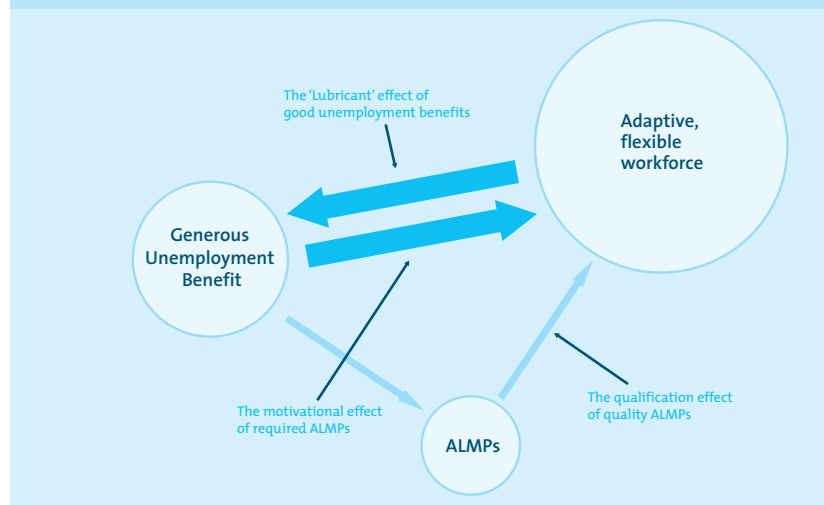 The ‘Lubricant’ effect of
good unemployment benefits
Adaptive,
flexible
workforce
Generous
Unemployment
Benefit
The motivational effect
of required ALMPs
The qualification effect
of quality ALMPs
ALMPs